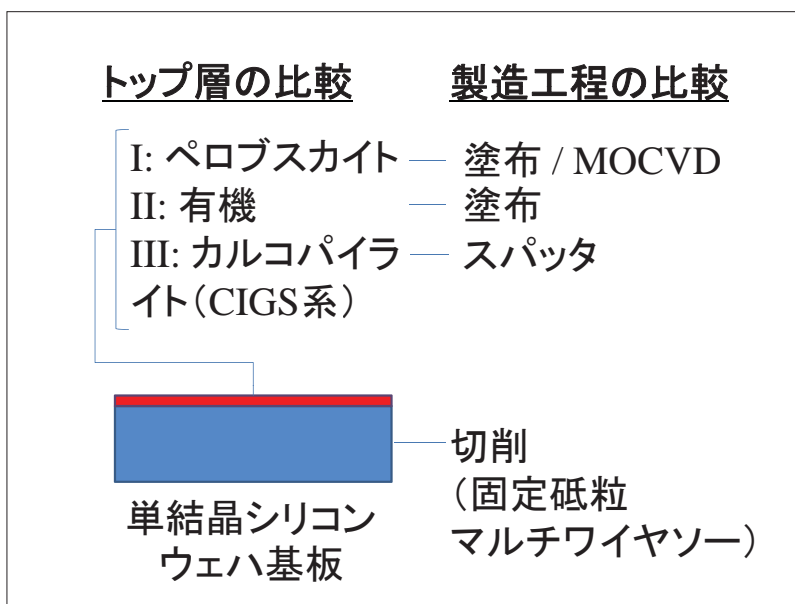 トップ層の比較 製造工程の比較
I: ペロブスカイト 塗布 / MOCVD
II: 有機 塗布
III: カルコパイラ スパッタ
イト（CIGS系）
切削
（固定砥粒
マルチワイヤソー）
単結晶シリコン
ウェハ基板